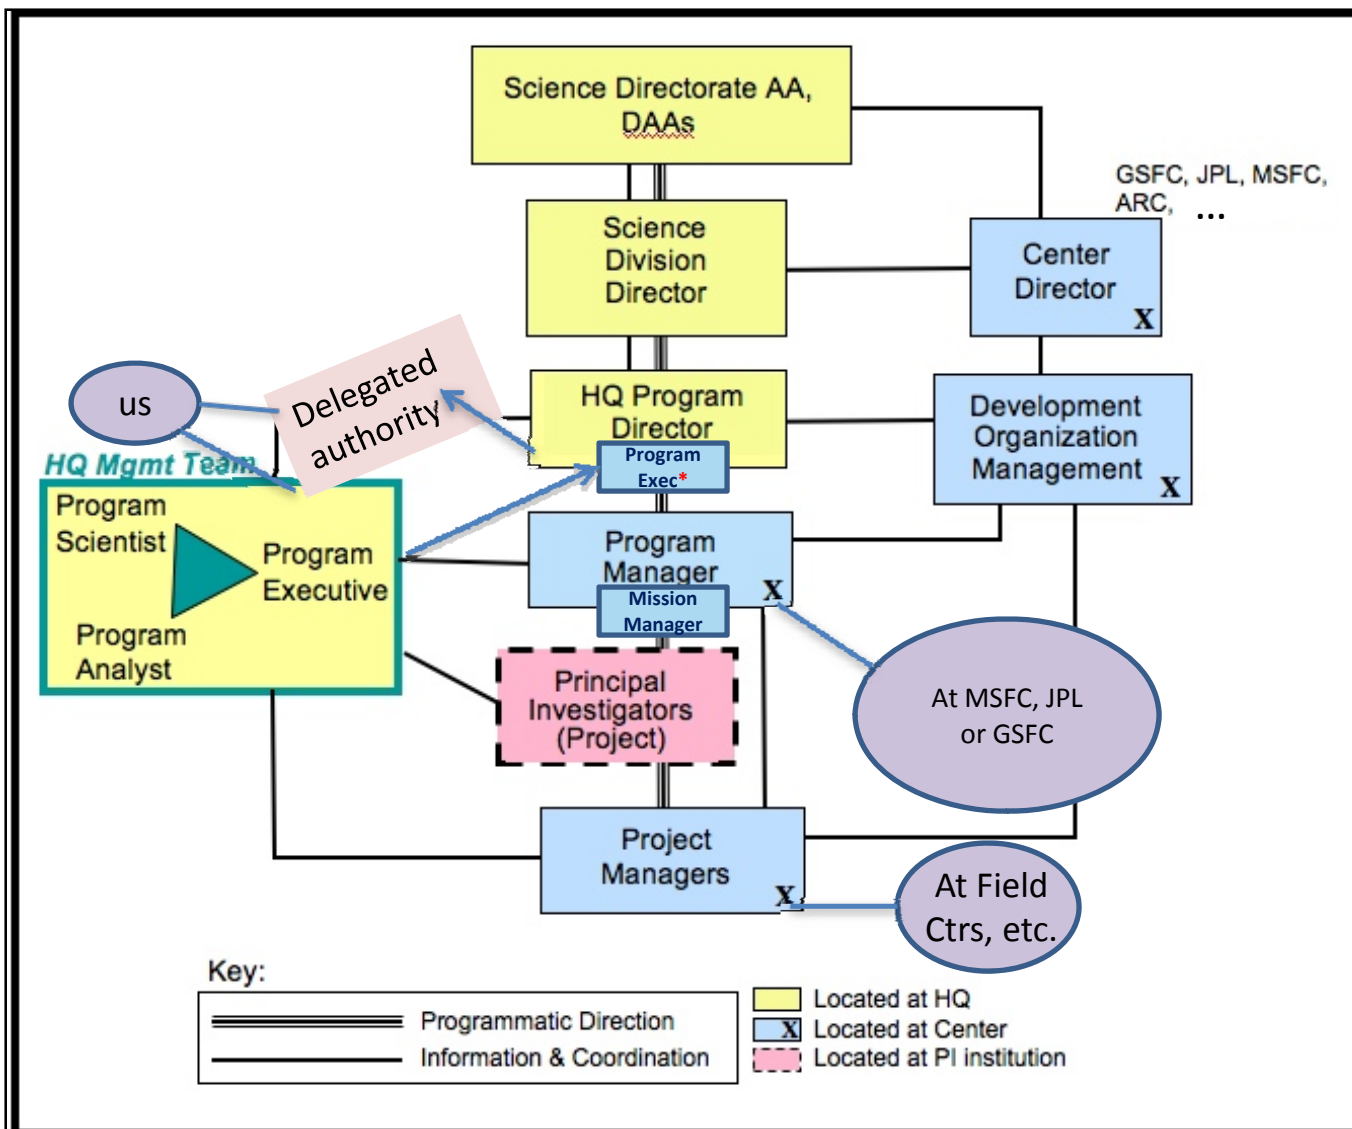 Science Directorate AA,
DAAs
GSFC, JPL, MSFC,
ARC, ...
Science
Division
Director
Center
Director
X
us
Delegated
authority
HQ Program
Director
Program
Exec*
Development
Organization
Management
X
HQ Mgmt Team
Program
Scientist
Program
Executive
Program
Analyst
Program
Manager
X
Mission
Manager
Principal
Investigators
(Project)
At MSFC, JPL
or GSFC
Project
Managers
X
At Field
Ctrs, etc.
Key:
Programmatic Direction
Information & Coordination
Located at HQ
X Located at Center
Located at PI institution